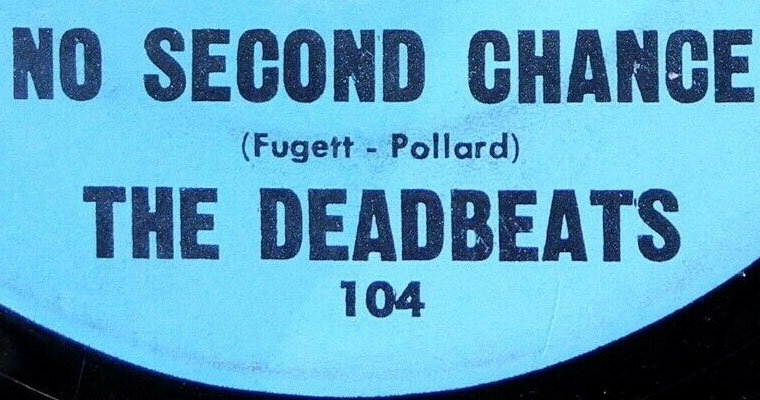 NO SECOND CHANCE
(Fugett - Pollard)
THE DEADBEATS
104